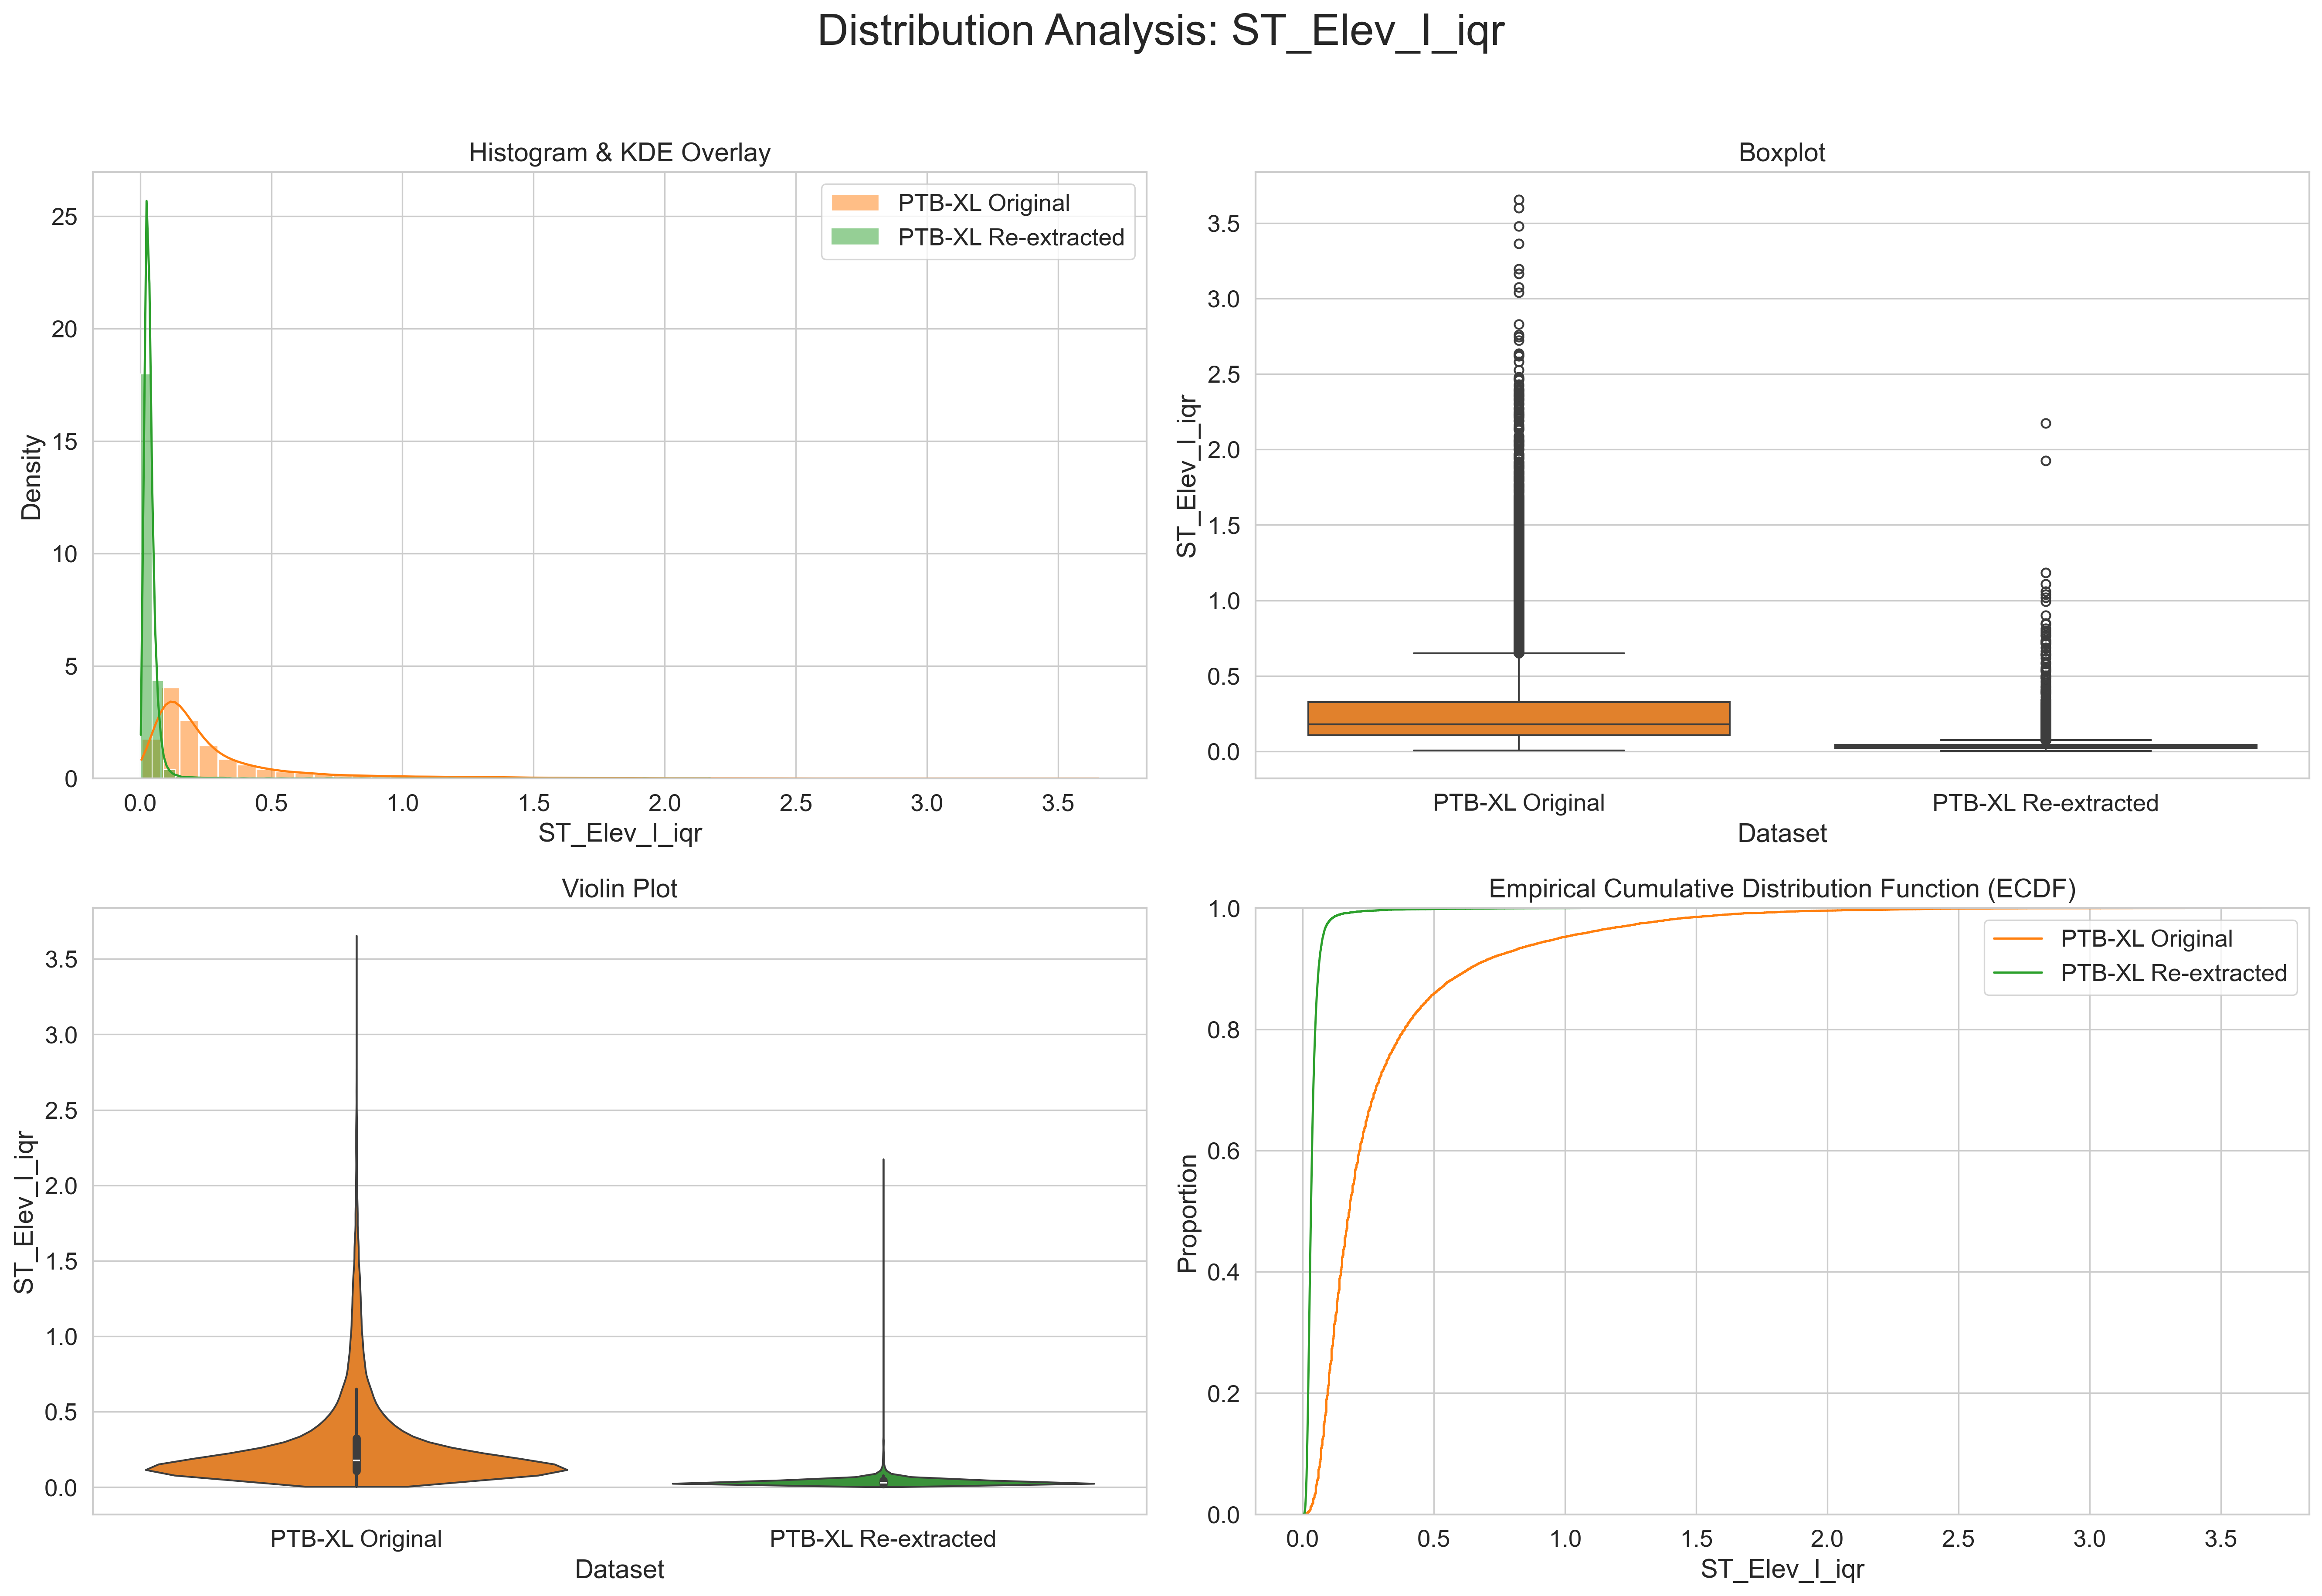 Distribution Analysis: ST_Elev_I_iqr
Histogram & KDE Overlay
PTB-XL Original
PTB-XL Re-extracted
Density
25
20
15
10
5
0
0.0 0.5 1.0 1.5 2.0 2.5 3.0 3.5
ST_Elev_I_iqr
Boxplot
ST_Elev_I_iqr
3.5
3.0
2.5
2.0
1.5
1.0
0.5
0.0
PTB-XL Original PTB-XL Re-extracted
Dataset
Violin Plot
ST_Elev_I_iqr
3.5
3.0
2.5
2.0
1.5
1.0
0.5
0.0
PTB-XL Original PTB-XL Re-extracted
Dataset
Empirical Cumulative Distribution Function (ECDF)
PTB-XL Original
PTB-XL Re-extracted
Proportion
1.0
0.8
0.6
0.4
0.2
0.0
0.0 0.5 1.0 1.5 2.0 2.5 3.0 3.5
ST_Elev_I_iqr